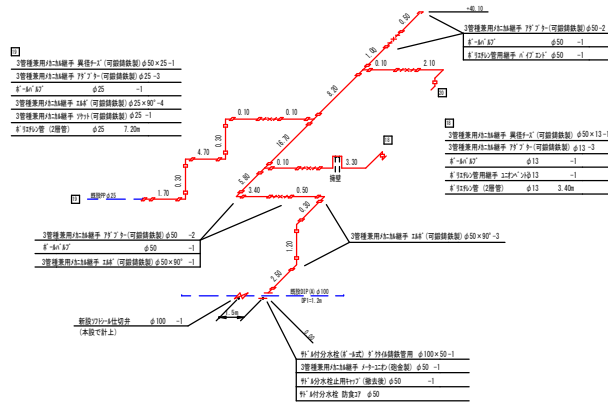 +40.10
0.50
3管種兼用ﾒｶﾆｶﾙ継手 ｱﾀﾞﾌﾟﾀｰ(可鍛鋳鉄製)φ50-2
ﾎﾞｰﾙﾊﾞﾙﾌﾞ φ50 -1
ﾎﾟﾘｴﾁﾚﾝ管用継手 ﾊﾟｲﾌﾟｴﾝﾄﾞ φ50 -1
1.00
0.10
2.10
19
3管種兼用ﾒｶﾆｶﾙ継手 異径ﾁｰｽﾞ(可鍛鋳鉄製)φ50×25-1
3管種兼用ﾒｶﾆｶﾙ継手 ｱﾀﾞﾌﾟﾀｰ(可鍛鋳鉄製)φ25-3
ﾎﾞｰﾙﾊﾞﾙﾌﾞ φ25 -1
3管種兼用ﾒｶﾆｶﾙ継手 ｴﾙﾎﾞ(可鍛鋳鉄製)φ25×90°-4
3管種兼用ﾒｶﾆｶﾙ継手 ｿｹｯﾄ(可鍛鋳鉄製)φ25 -1
ﾎﾟﾘｴﾁﾚﾝ管 (2層管) φ25 7.20m
8.30
0.10
0.10
0.30
16.70
18
3管種兼用ﾒｶﾆｶﾙ継手 異径ﾁｰｽﾞ(可鍛鋳鉄製)φ50×13-1
3管種兼用ﾒｶﾆｶﾙ継手 ｱﾀﾞﾌﾟﾀｰ(可鍛鋳鉄製)φ13 -3
ﾎﾞｰﾙﾊﾞﾙﾌﾞ φ13 -1
ﾎﾟﾘｴﾁﾚﾝ管用継手 ﾕﾆｵﾝﾍﾞﾝﾄφ13 -1
ﾎﾟﾘｴﾁﾚﾝ管 (2層管) φ13 3.40m
4.70
0.30
0.10
3.30
擁壁
5.80
19
既設PPφ25
1.70
3.40
0.50
0.30
3管種兼用ﾒｶﾆｶﾙ継手 ｱﾀﾞﾌﾟﾀｰ(可鍛鋳鉄製)φ50 -2
ﾎﾞｰﾙﾊﾞﾙﾌﾞ φ50 -1
3管種兼用ﾒｶﾆｶﾙ継手 ｴﾙﾎﾞ(可鍛鋳鉄製)φ50×90° -1
3管種兼用ﾒｶﾆｶﾙ継手 ｴﾙﾎﾞ(可鍛鋳鉄製)φ50×90°-3
1.20
2.50
既設DIP(A)φ100
DP1=1.2m
1.5m
新設ｿﾌﾄｼｰﾙ仕切弁 φ100 -1
(本設で計上)
0.00
ｻﾄﾞﾙ付分水栓(ﾎﾞｰﾙ式) ﾀﾞｸﾀｲﾙ鋳鉄管用 φ100×50-1
3管種兼用ﾒｶﾆｶﾙ継手 ﾒｰﾀｰﾕﾆｵﾝ(砲金製) φ50 -1
ｻﾄﾞﾙ分水栓止用ｷｬｯﾌﾟ(撤去後)φ50 -1
ｻﾄﾞﾙ付分水栓 防食ｺｱ φ50